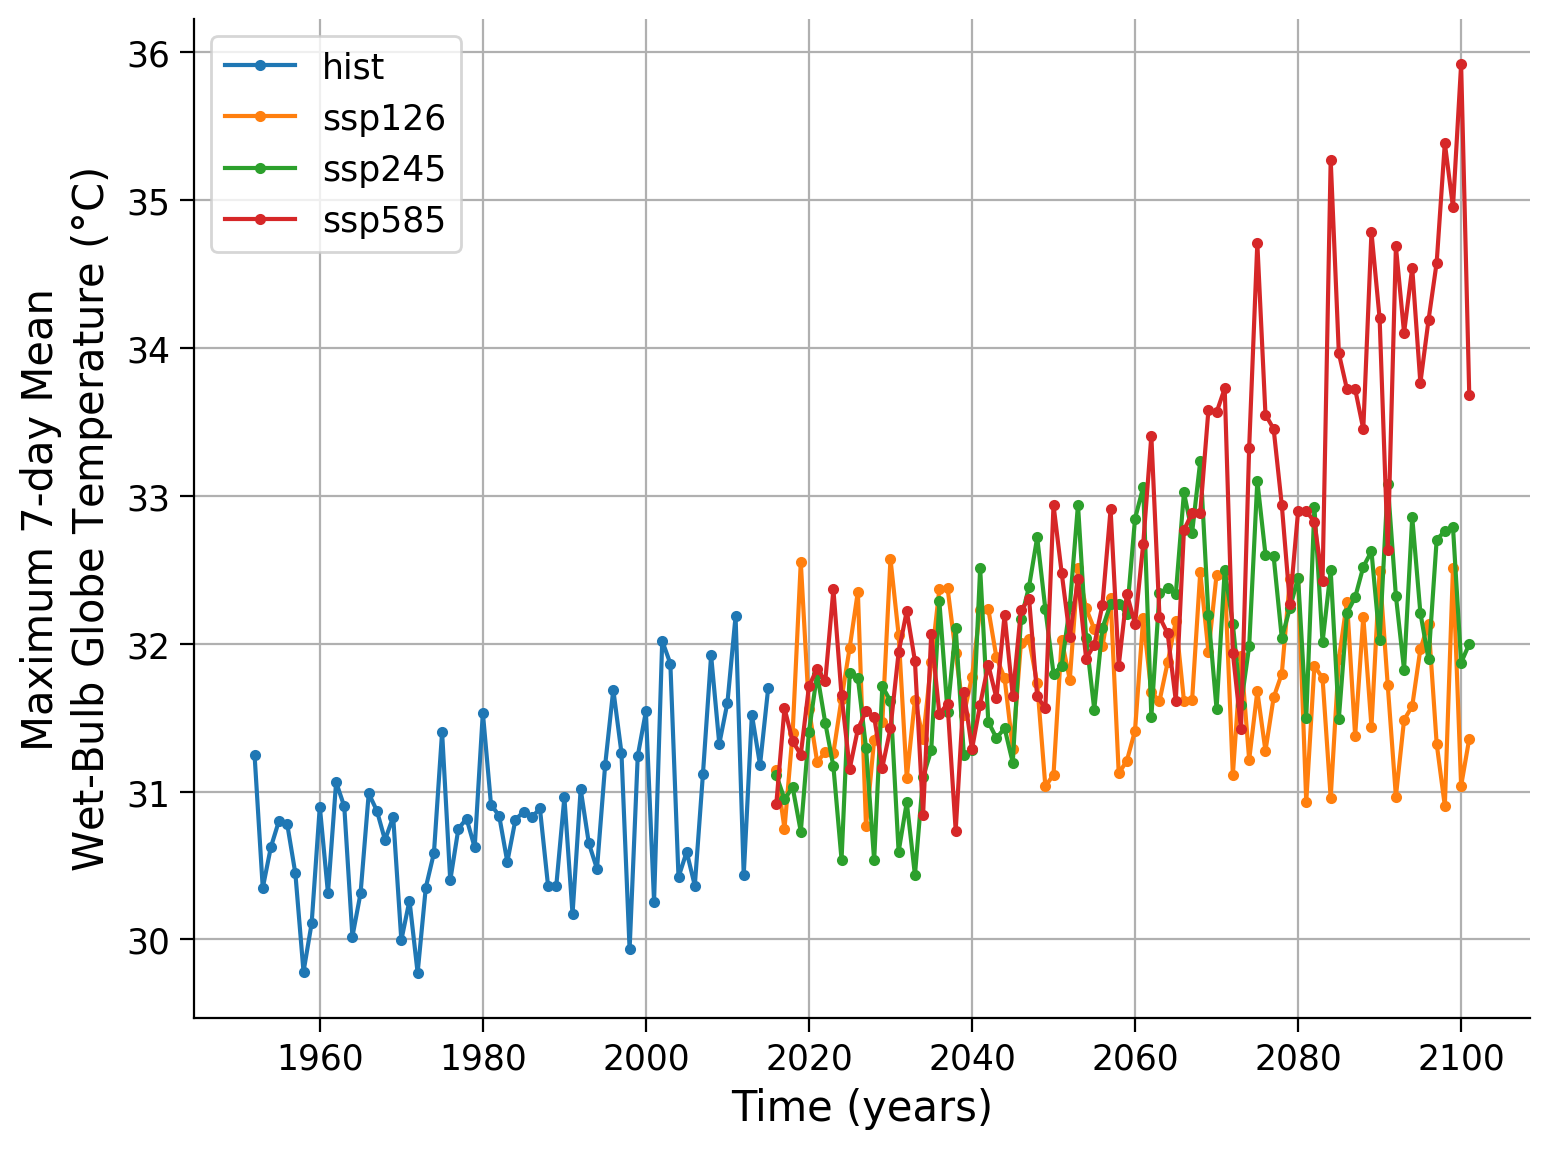 Maximum 7-day Mean
Wet-Bulb Globe Temperature (°C)
36
35
34
33
32
31
30
hist
ssp126
ssp245
ssp585
1960 1980 2000 2020 2040 2060 2080 2100
Time (years)